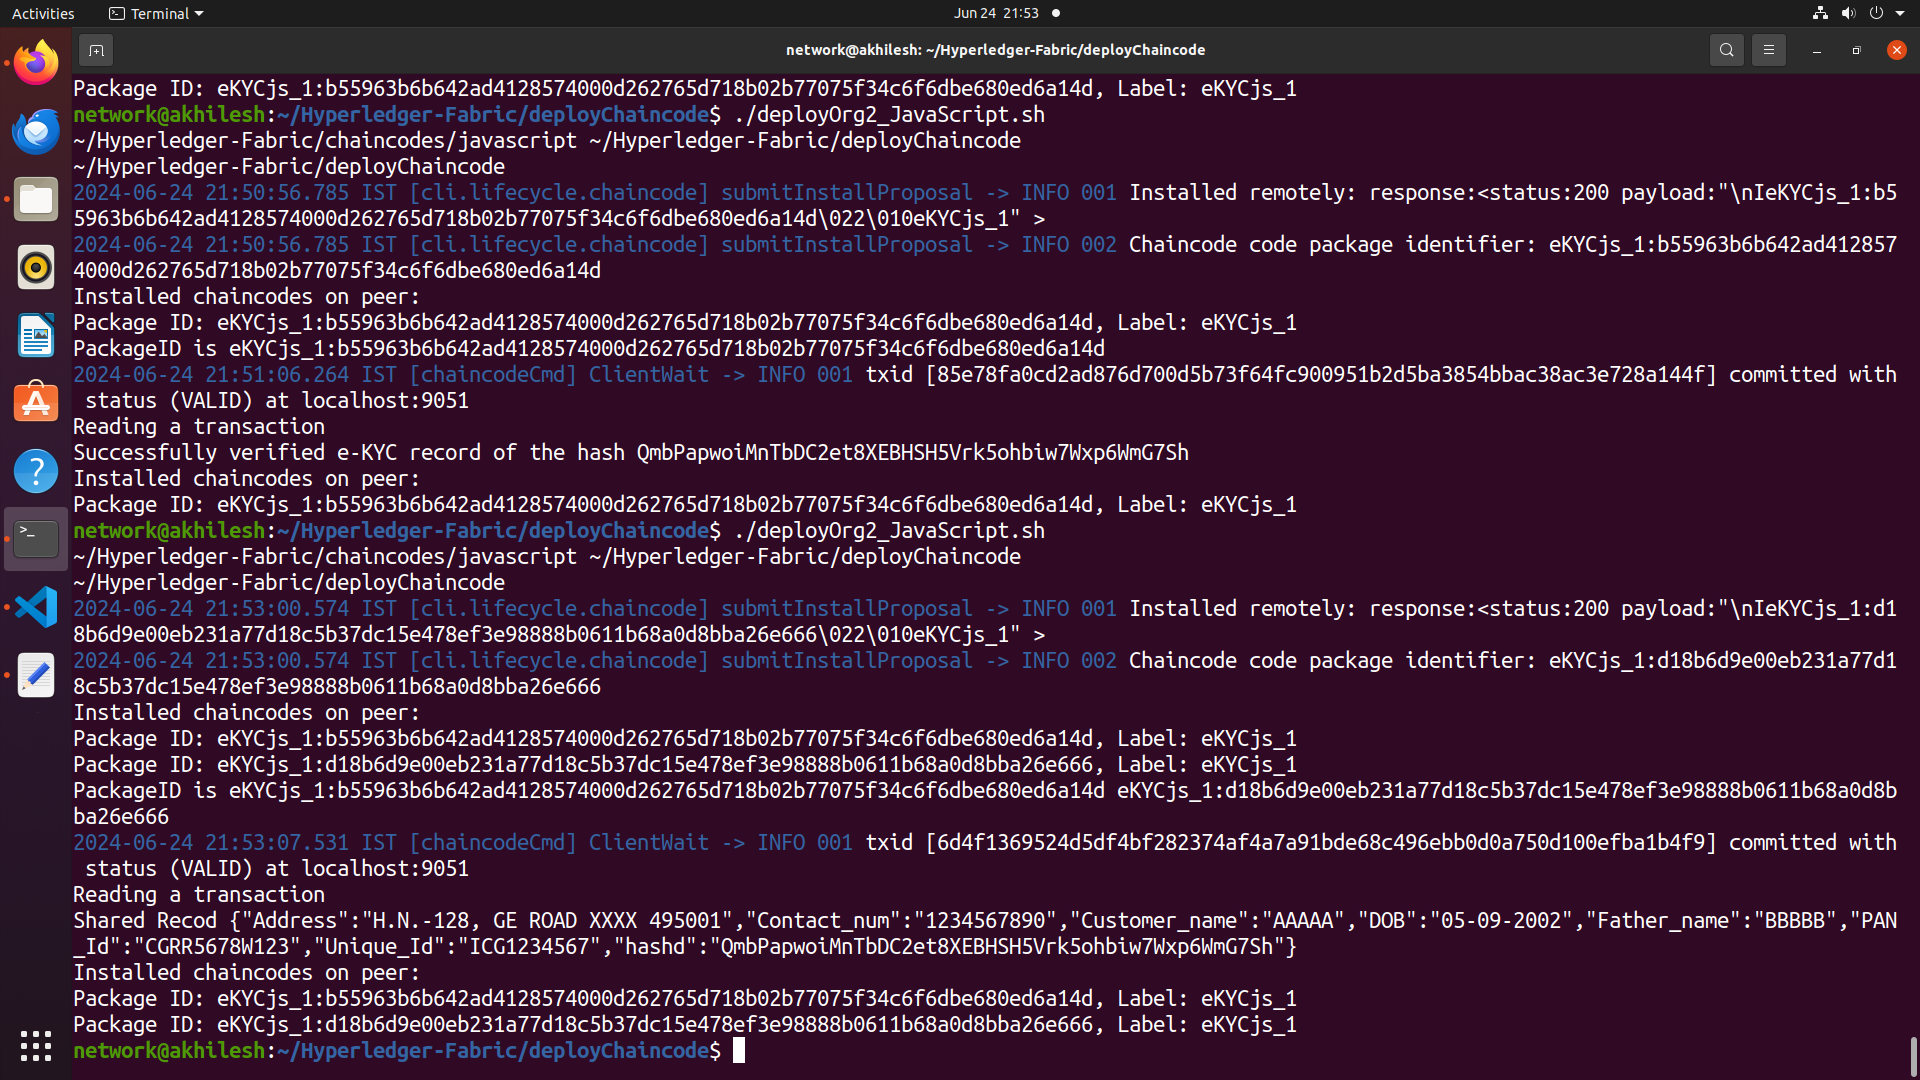 Activities
Terminal
Jun 24 21:53
network@akhilesh: ~/Hyperledger-Fabric/deployChaincode
Package ID: eKYCjs_1:b55963b6b642ad4128574000d262765d718b02b77075f34c6f6dbe680ed6a14d, Label: eKYCjs_1
network@akhilesh:~/Hyperledger-Fabric/deployChaincode$ ./deployOrg2_JavaScript.sh
~/Hyperledger-Fabric/chaincodes/javascript ~/Hyperledger-Fabric/deployChaincode
~/Hyperledger-Fabric/deployChaincode
2024-06-24 21:50:56.785 IST [cli.lifecycle.chaincode] submitInstallProposal -> INFO 001 Installed remotely: response:<status:200 payload:"\nIeKYCjs_1:b5
5963b6b642ad4128574000d262765d718b02b77075f34c6f6dbe680ed6a14d\022\010eKYCjs_1" >
2024-06-24 21:50:56.785 IST [cli.lifecycle.chaincode] submitInstallProposal -> INFO 002 Chaincode code package identifier: eKYCjs_1:b55963b6b642ad412857
4000d262765d718b02b77075f34c6f6dbe680ed6a14d
Installed chaincodes on peer:
Package ID: eKYCjs_1:b55963b6b642ad4128574000d262765d718b02b77075f34c6f6dbe680ed6a14d, Label: eKYCjs_1
PackageID is eKYCjs_1:b55963b6b642ad4128574000d262765d718b02b77075f34c6f6dbe680ed6a14d
2024-06-24 21:51:06.264 IST [chaincodeCmd] ClientWait -> INFO 001 txid [85e78fa0cd2ad876d700d5b73f64fc900951b2d5ba3854bbac38ac3e728a144f] committed with
status (VALID) at localhost:9051
Reading a transaction
Successfully verified e-KYC record of the hash QmbPapwoiMnTbDC2et8XEBHSH5Vrk5ohbiw7Wxp6WmG7Sh
Installed chaincodes on peer:
Package ID: eKYCjs_1:b55963b6b642ad4128574000d262765d718b02b77075f34c6f6dbe680ed6a14d, Label: eKYCjs_1
network@akhilesh:~/Hyperledger-Fabric/deployChaincode$ ./deployOrg2_JavaScript.sh
~/Hyperledger-Fabric/chaincodes/javascript ~/Hyperledger-Fabric/deployChaincode
~/Hyperledger-Fabric/deployChaincode
2024-06-24 21:53:00.574 IST [cli.lifecycle.chaincode] submitInstallProposal -> INFO 001 Installed remotely: response:<status:200 payload:"\nIeKYCjs_1:d1
8b6d9e00eb231a77d18c5b37dc15e478ef3e98888b0611b68a0d8bba26e666\022\010eKYCjs_1" >
2024-06-24 21:53:00.574 IST [cli.lifecycle.chaincode] submitInstallProposal -> INFO 002 Chaincode code package identifier: eKYCjs_1:d18b6d9e00eb231a77d1
8c5b37dc15e478ef3e98888b0611b68a0d8bba26e666
Installed chaincodes on peer:
Package ID: eKYCjs_1:b55963b6b642ad4128574000d262765d718b02b77075f34c6f6dbe680ed6a14d, Label: eKYCjs_1
Package ID: eKYCjs_1:d18b6d9e00eb231a77d18c5b37dc15e478ef3e98888b0611b68a0d8bba26e666, Label: eKYCjs_1
PackageID is eKYCjs_1:b55963b6b642ad4128574000d262765d718b02b77075f34c6f6dbe680ed6a14d eKYCjs_1:d18b6d9e00eb231a77d18c5b37dc15e478ef3e98888b0611b68a0d8b
ba26e666
2024-06-24 21:53:07.531 IST [chaincodeCmd] ClientWait -> INFO 001 txid [6d4f1369524d5df4bf282374af4a7a91bde68c496ebb0d0a750d100efba1b4f9] committed with
status (VALID) at localhost:9051
Reading a transaction
Shared Recod {"Address":"H.N.-128, GE ROAD XXXX 495001","Contact_num":"1234567890","Customer_name":"AAAAA","DOB":"05-09-2002","Father_name":"BBBBB","PAN
_Id":"CGRR5678W123","Unique_Id":"ICG1234567","hashd":"QmbPapwoiMnTbDC2et8XEBHSH5Vrk5ohbiw7Wxp6WmG7Sh"}
Installed chaincodes on peer:
Package ID: eKYCjs_1:b55963b6b642ad4128574000d262765d718b02b77075f34c6f6dbe680ed6a14d, Label: eKYCjs_1
Package ID: eKYCjs_1:d18b6d9e00eb231a77d18c5b37dc15e478ef3e98888b0611b68a0d8bba26e666, Label: eKYCjs_1
network@akhilesh:~/Hyperledger-Fabric/deployChaincode$